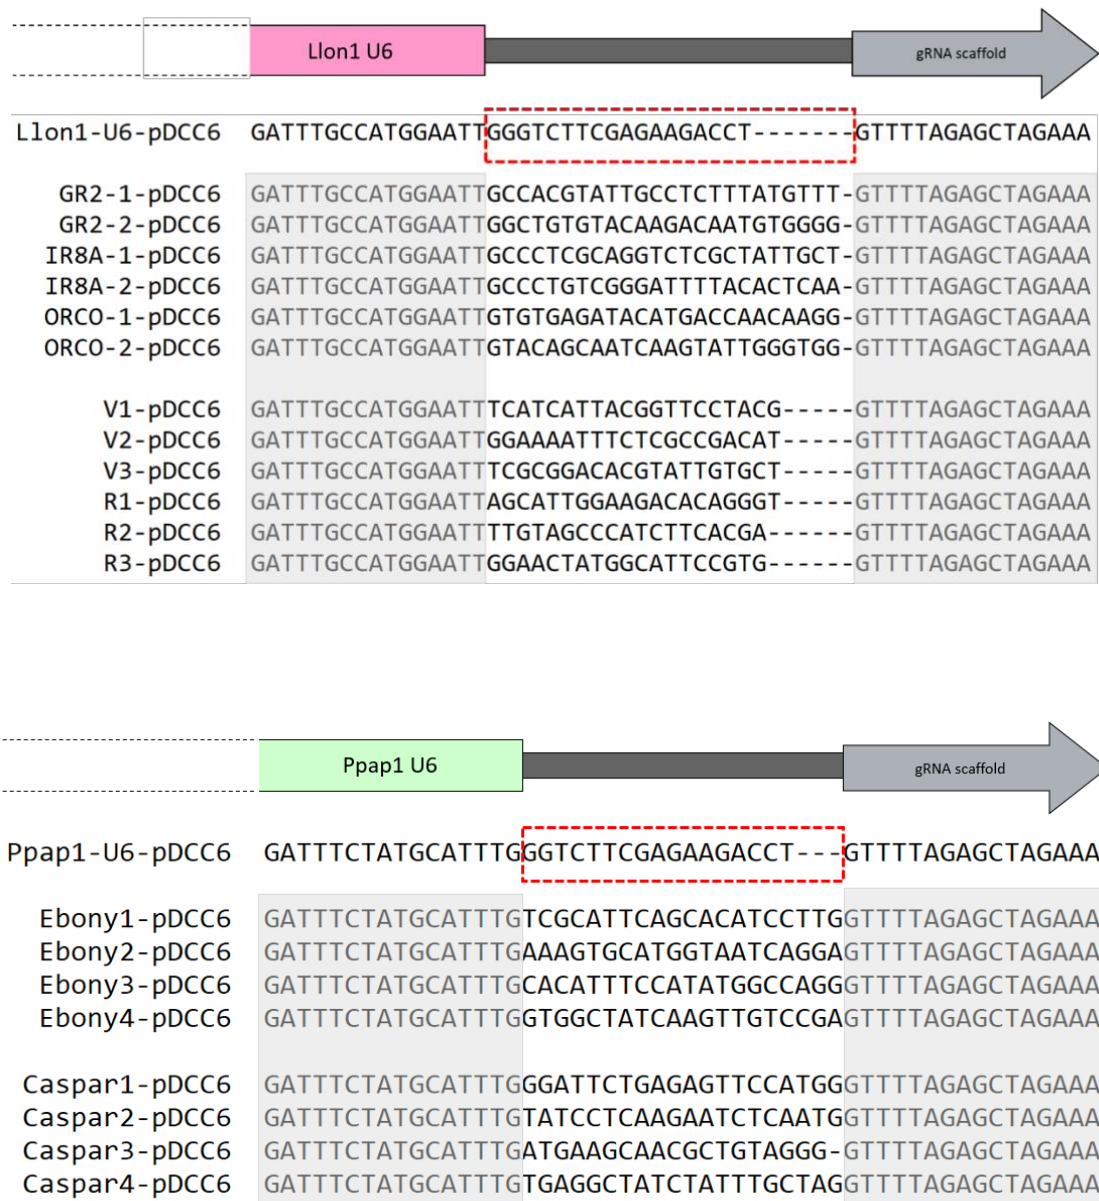 Llon1 U6 gRNA scaffold
Llon1-U6-pDCC6 GATTTGCCATGGAATTGGGTCTTCGAGAAGACCT-------GTTTTAGAGCTAGAAA
GR2-1-pDCC6 GATTTGCCATGGAATTGCCACGTATTGCCTCTTTATGTTT-GTTTTAGAGCTAGAAA
GR2-2-pDCC6 GATTTGCCATGGAATTGGCTGTGTACAAGACAATGTGGGG-GTTTTAGAGCTAGAAA
IR8A-1-pDCC6 GATTTGCCATGGAATTGCCCTCGCAGGTCTCGCTATTGCT-GTTTTAGAGCTAGAAA
IR8A-2-pDCC6 GATTTGCCATGGAATTGCCCTGTCGGGATTTTACACTCAA-GTTTTAGAGCTAGAAA
ORCO-1-pDCC6 GATTTGCCATGGAATTGTGTGAGATACATGACCAACAAGG-GTTTTAGAGCTAGAAA
ORCO-2-pDCC6 GATTTGCCATGGAATTGTACAGCAATCAAGTATTGGGTGG-GTTTTAGAGCTAGAAA
V1-pDCC6 GATTTGCCATGGAATTTCATCATTACGGTTCCTACG-----GTTTTAGAGCTAGAAA
V2-pDCC6 GATTTGCCATGGAATTGGAAAATTTCTCGCCGACAT-----GTTTTAGAGCTAGAAA
V3-pDCC6 GATTTGCCATGGAATTTCGCGGACACGTATTGTGCT-----GTTTTAGAGCTAGAAA
R1-pDCC6 GATTTGCCATGGAATTAGCATTGGAAGACACAGGGT-----GTTTTAGAGCTAGAAA
R2-pDCC6 GATTTGCCATGGAATTTTGTAGCCCATCTTCACGA------GTTTTAGAGCTAGAAA
R3-pDCC6 GATTTGCCATGGAATTGGAACTATGGCATTCCGTG------GTTTTAGAGCTAGAAA
Ppap1 U6 gRNA scaffold
Ppap1-U6-pDCC6 GATTTCTATGCATTTGGGTCTTCGAGAAGACCT---GTTTTAGAGCTAGAAA
Ebony1-pDCC6 GATTTCTATGCATTTGTCGCATTCAGCACATCCTTGGTTTTAGAGCTAGAAA
Ebony2-pDCC6 GATTTCTATGCATTTGAAAGTGCATGGTAATCAGGAGTTTTAGAGCTAGAAA
Ebony3-pDCC6 GATTTCTATGCATTTGCACATTTCCATATGGCCAGGGTTTTAGAGCTAGAAA
Ebony4-pDCC6 GATTTCTATGCATTTGGTGGCTATCAAGTTGTCCGAGTTTTAGAGCTAGAAA
Caspar1-pDCC6 GATTTCTATGCATTTGGGATTCTGAGAGTTCCATGGGTTTTAGAGCTAGAAA
Caspar2-pDCC6 GATTTCTATGCATTTGTATCCTCAAGAATCTCAATGGTTTTAGAGCTAGAAA
Caspar3-pDCC6 GATTTCTATGCATTTGATGAAGCAACGCTGTAGGG-GTTTTAGAGCTAGAAA
Caspar4-pDCC6 GATTTCTATGCATTTGTGAGGCTATCTATTTGCTAGGTTTTAGAGCTAGAAA